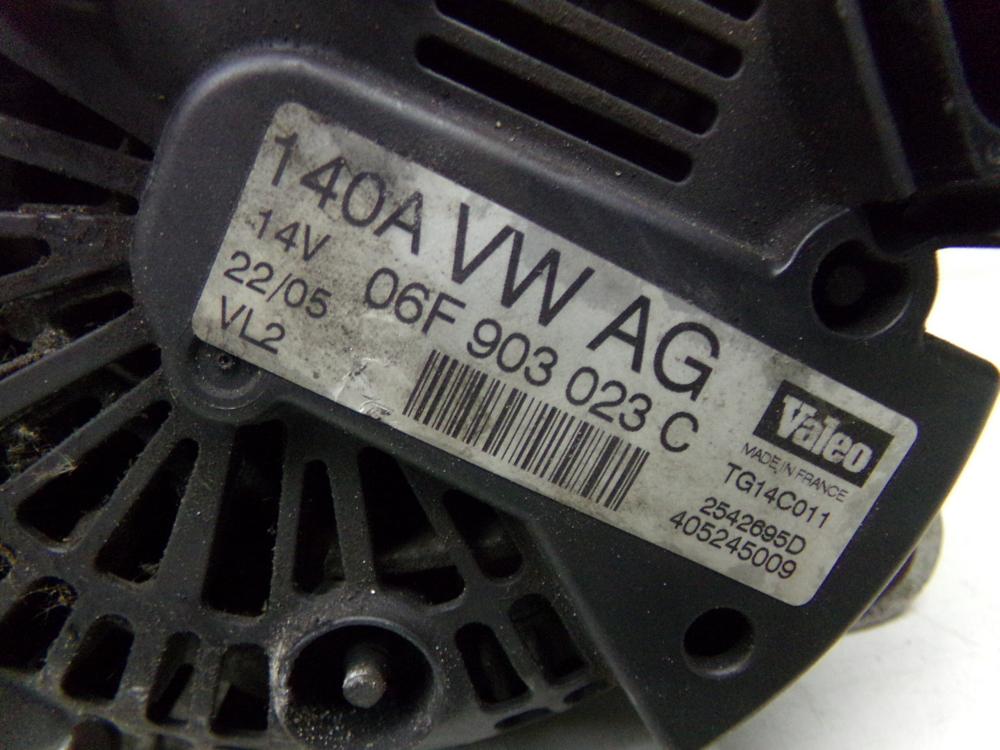 140A VW AG
14V 06F 903 023 C
22/05
VL2
Valeo
MADE IN FRANCE
TG14C011
2542695D
405245009